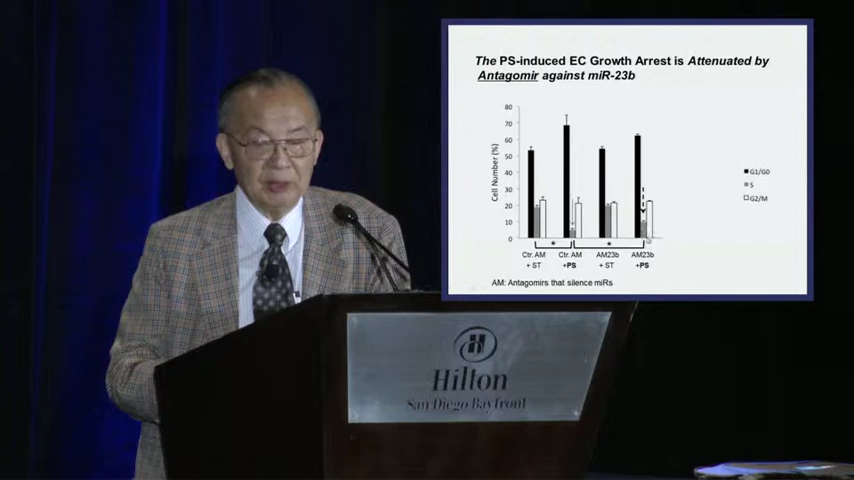 The PS-induced EC Growth Arrest is Attenuated by
Antagomir against miR-23b
80
70
60
50
40
30
20
10
0
Cell Number (%)
G1/G0
S
G2/M
*
*
Ctr. AM
+ ST
Ctr. AM
+PS
AM23b
+ ST
AM23b
+PS
AM: Antagomirs that silence miRs
H
Hilton
San Diego Bayfront